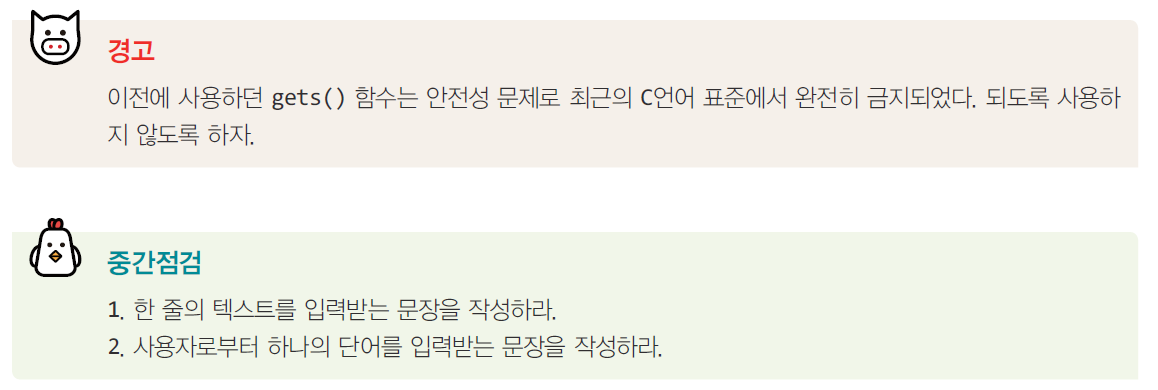 경고
이전에 사용하던 gets() 함수는 안전성 문제로 최근의 C언어 표준에서 완전히 금지되었다. 되도록 사용하
지 않도록 하자.
중간점검
1. 한 줄의 텍스트를 입력받는 문장을 작성하라.
2. 사용자로부터 하나의 단어를 입력받는 문장을 작성하라.